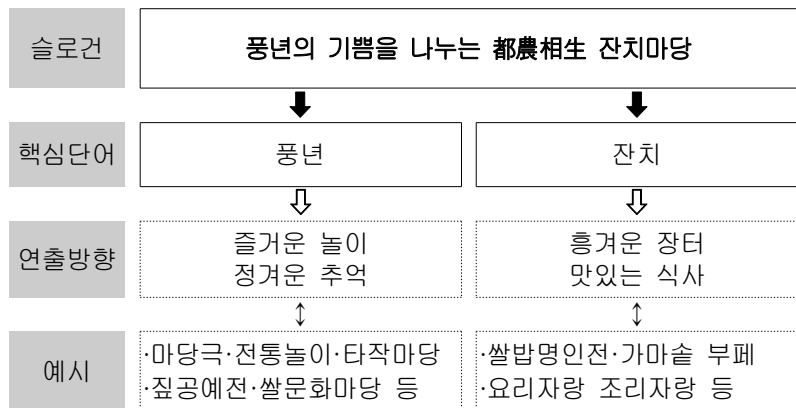 슬로건
풍년의 기쁨을 나누는 都農相生 잔치마당
핵심단어
풍년
잔치
연출방향
즐거운 놀이
정겨운 추억
흥겨운 장터
맛있는 식사
예시
·마당극·전통놀이·타작마당
·짚공예전·쌀문화마당 등
·쌀밥명인전·가마솥 부페
·요리자랑 조리자랑 등